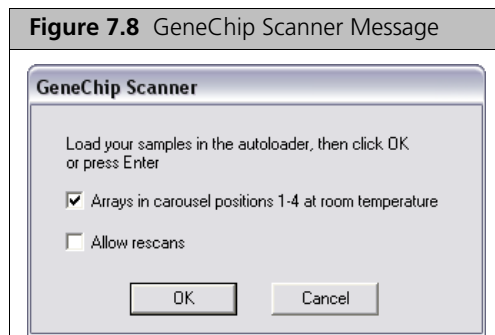 Figure 7.8 GeneChip Scanner Message
GeneChip Scanner
Load your samples in the autoloader, then click OK
or press Enter
Arrays in carousel positions 1-4 at room temperature
Allow rescans
OK Cancel